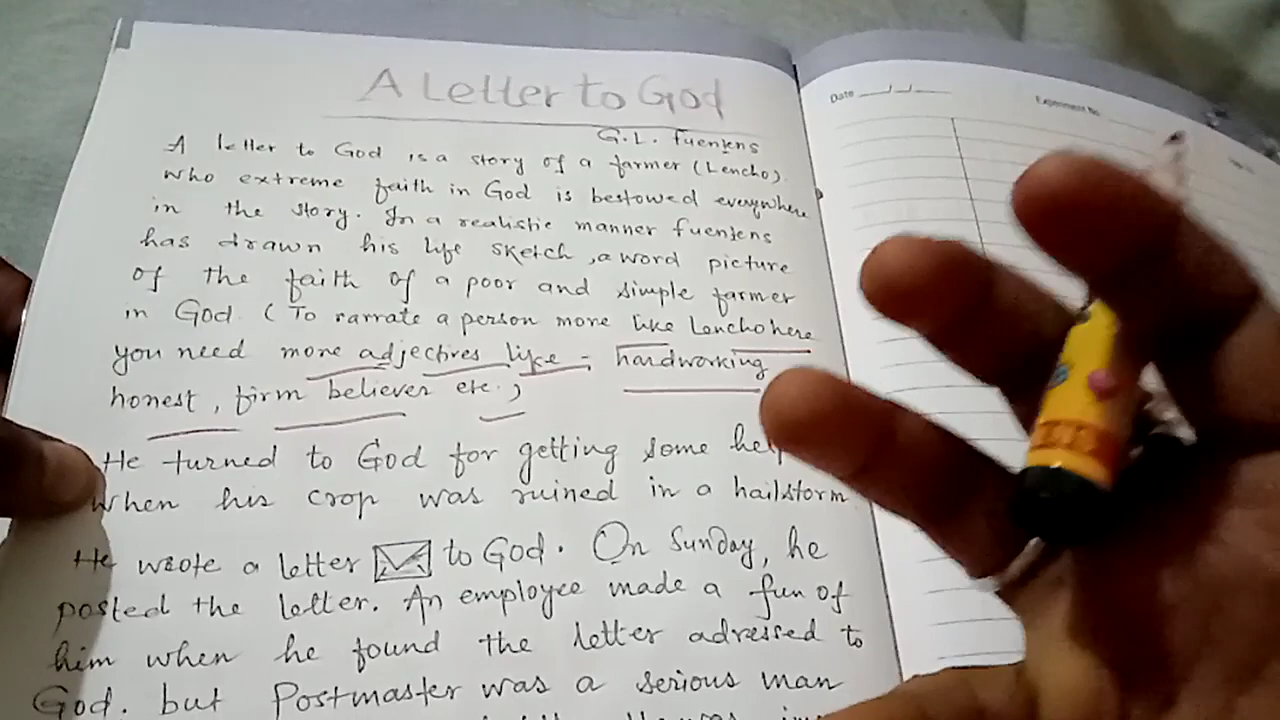 A Letter to God
G.L. Fuentens
A letter to God is a story of a farmer (Lencho).
who extreme faith in God is bestowed everywhere
in the story. In a realistic manner fuentens
has drawn his life sketch, a word picture
of the faith of a poor and simple farmer
in God. (To narrate a person more like Lencho here
you need more adjectives like - hardworking
honest, firm believer etc.)
He turned to God for getting some
When his crop was ruined in a hailstorm
He wrote a letter to God. On Sunday, he
posted the letter. An employee made a fun of
him when he found the letter adressed to
God. but Postmaster was a serious man
Date
Experiment No.